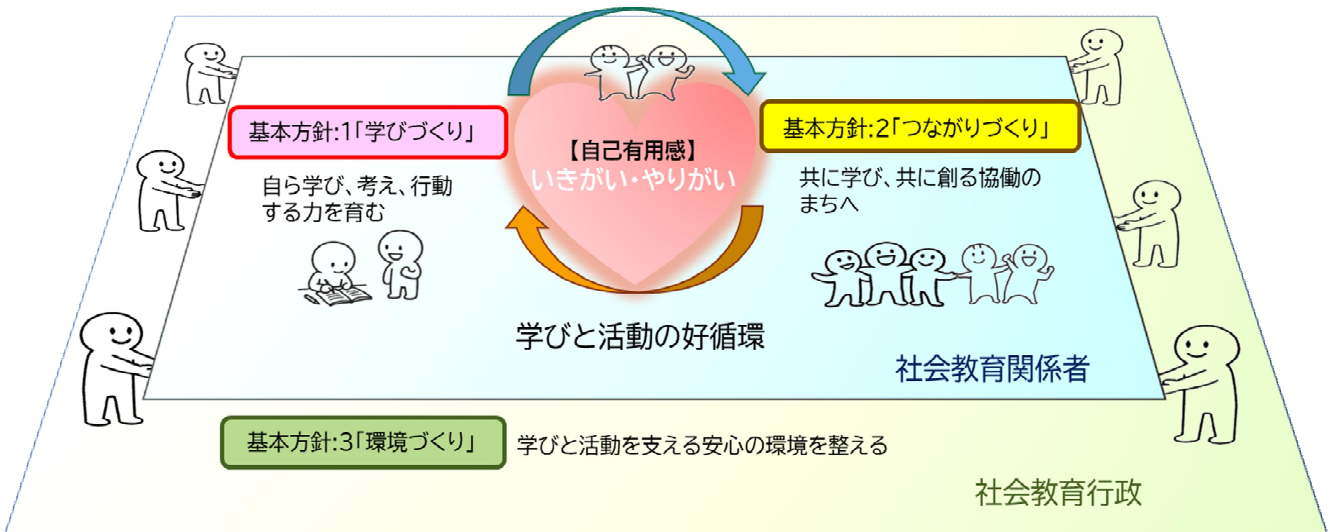 基本方針:1「学びづくり」
自ら学び、考え、行動
する力を育む
【自己有用感】
いきがい・やりがい
基本方針:2「つながりづくり」
共に学び、共に創る協働の
まちへ
学びと活動の好循環
社会教育関係者
基本方針:3「環境づくり」
学びと活動を支える安心の環境を整える
社会教育行政